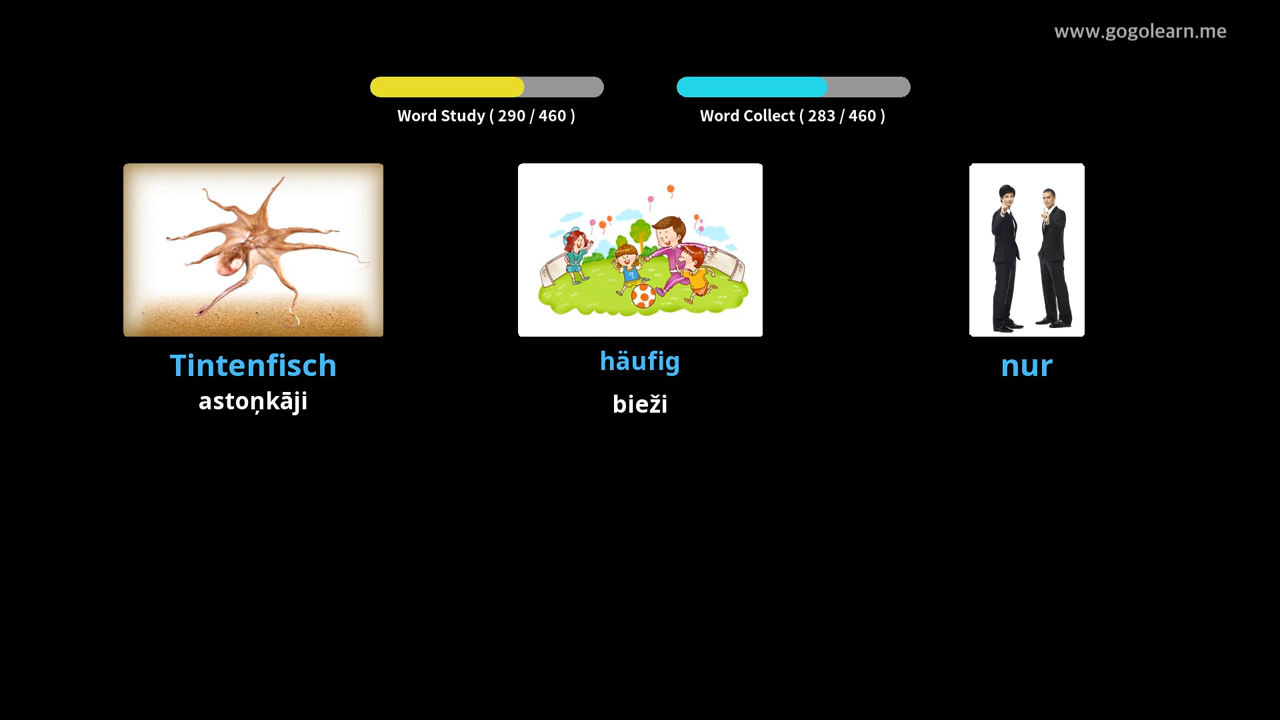 www.gogolearn.me
Word Study ( 290 / 460 )
Word Collect ( 283 / 460 )
Tintenfisch
astoņkāji
häufig
bieži
nur